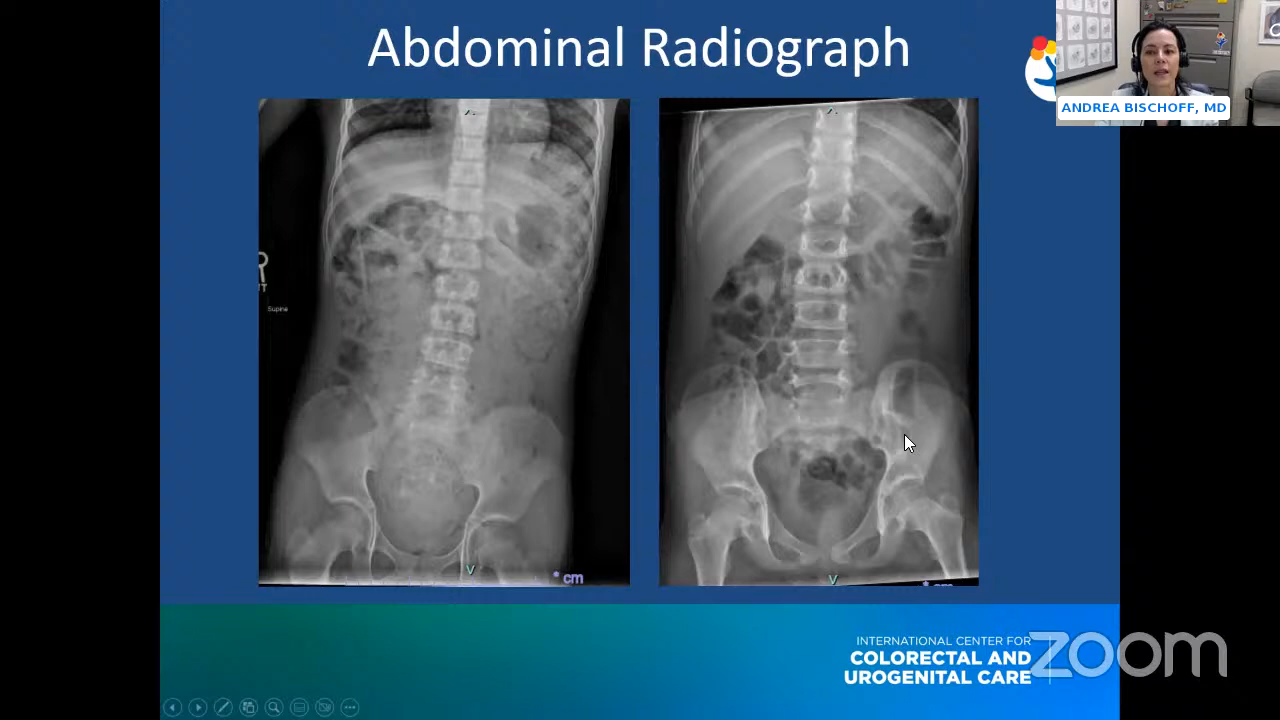 Abdominal Radiograph
ANDREA BISCHOFF, MD
R
Supine
V
V
* cm
INTERNATIONAL CENTER FOR
COLORECTAL AND
UROGENITAL CARE
zoom